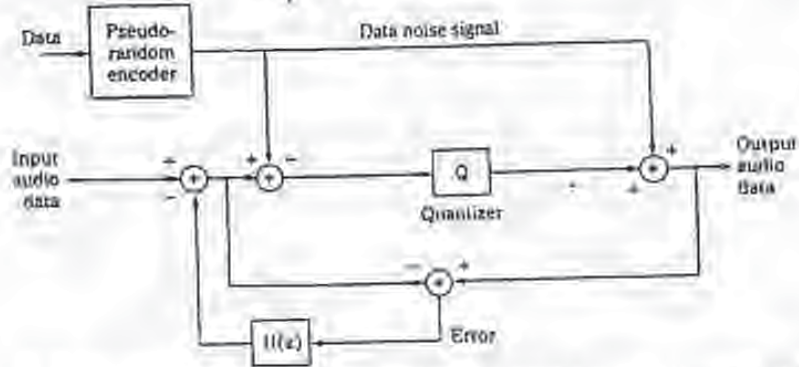 Data
Pseudo-
random
encoder
Data noise signal
Input
audio
data
+
-
+
-
Q
Quantizer
+
+
Output
audio
data
-
+
H(z)
Error